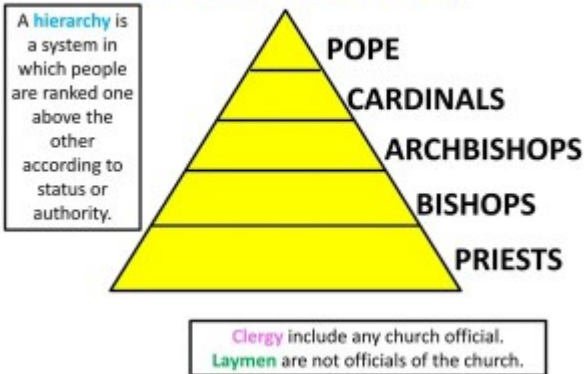 A hierarchy is
a system in
which people
are ranked one
above the
other
according to
status or
authority.
POPE
CARDINALS
ARCHBISHOPS
BISHOPS
PRIESTS
Clergy include any church official.
Laymen are not officials of the church.